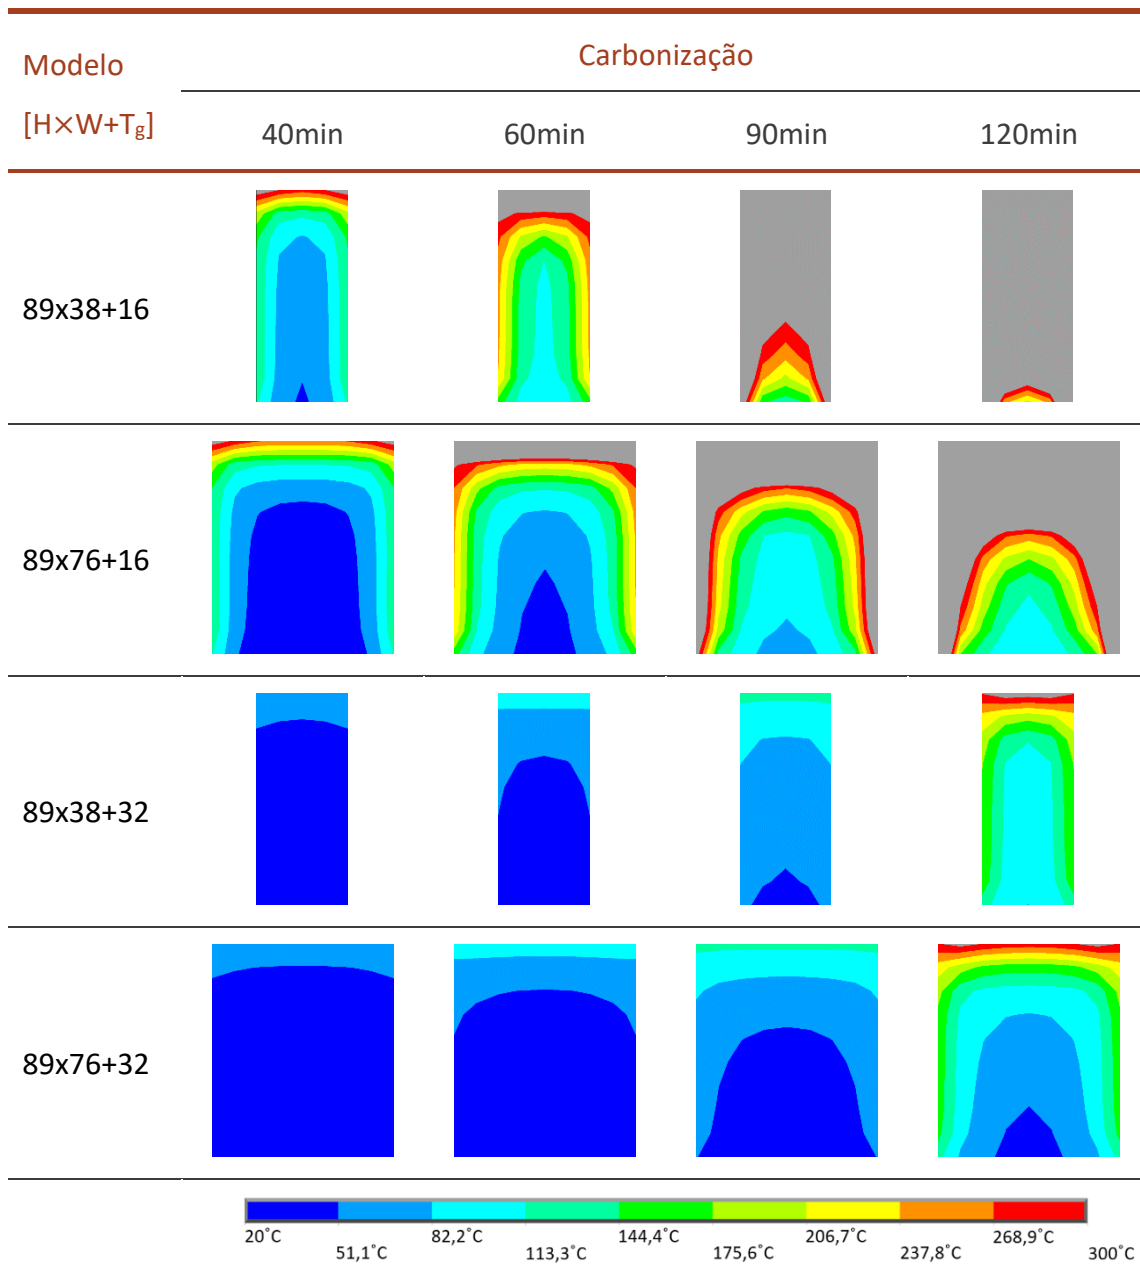 Modelo
[H×W+Tg]
Carbonização
40min 60min 90min 120min
89x38+16
89x76+16
89x38+32
89x76+32
20˚C 51,1˚C 82,2˚C 113,3˚C 144,4˚C 175,6˚C 206,7˚C 237,8˚C 268,9˚C 300˚C